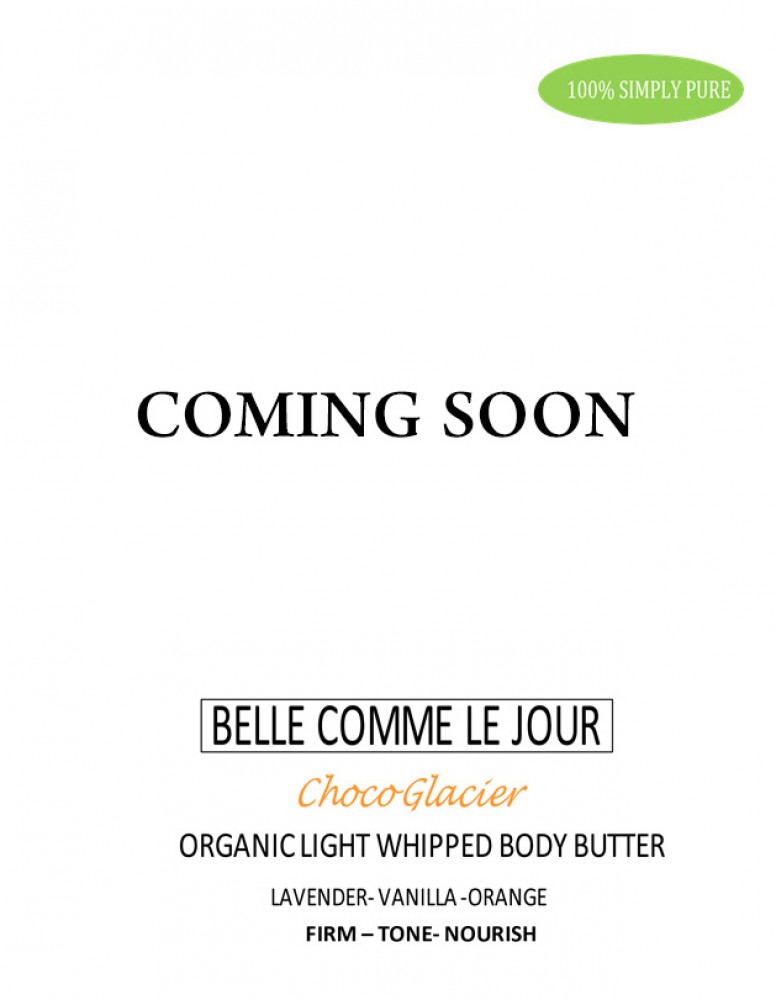 100% SIMPLY PURE
COMING SOON
BELLE COMME LE JOUR
ChocoGlacier
ORGANIC LIGHT WHIPPED BODY BUTTER
LAVENDER- VANILLA -ORANGE
FIRM – TONE- NOURISH